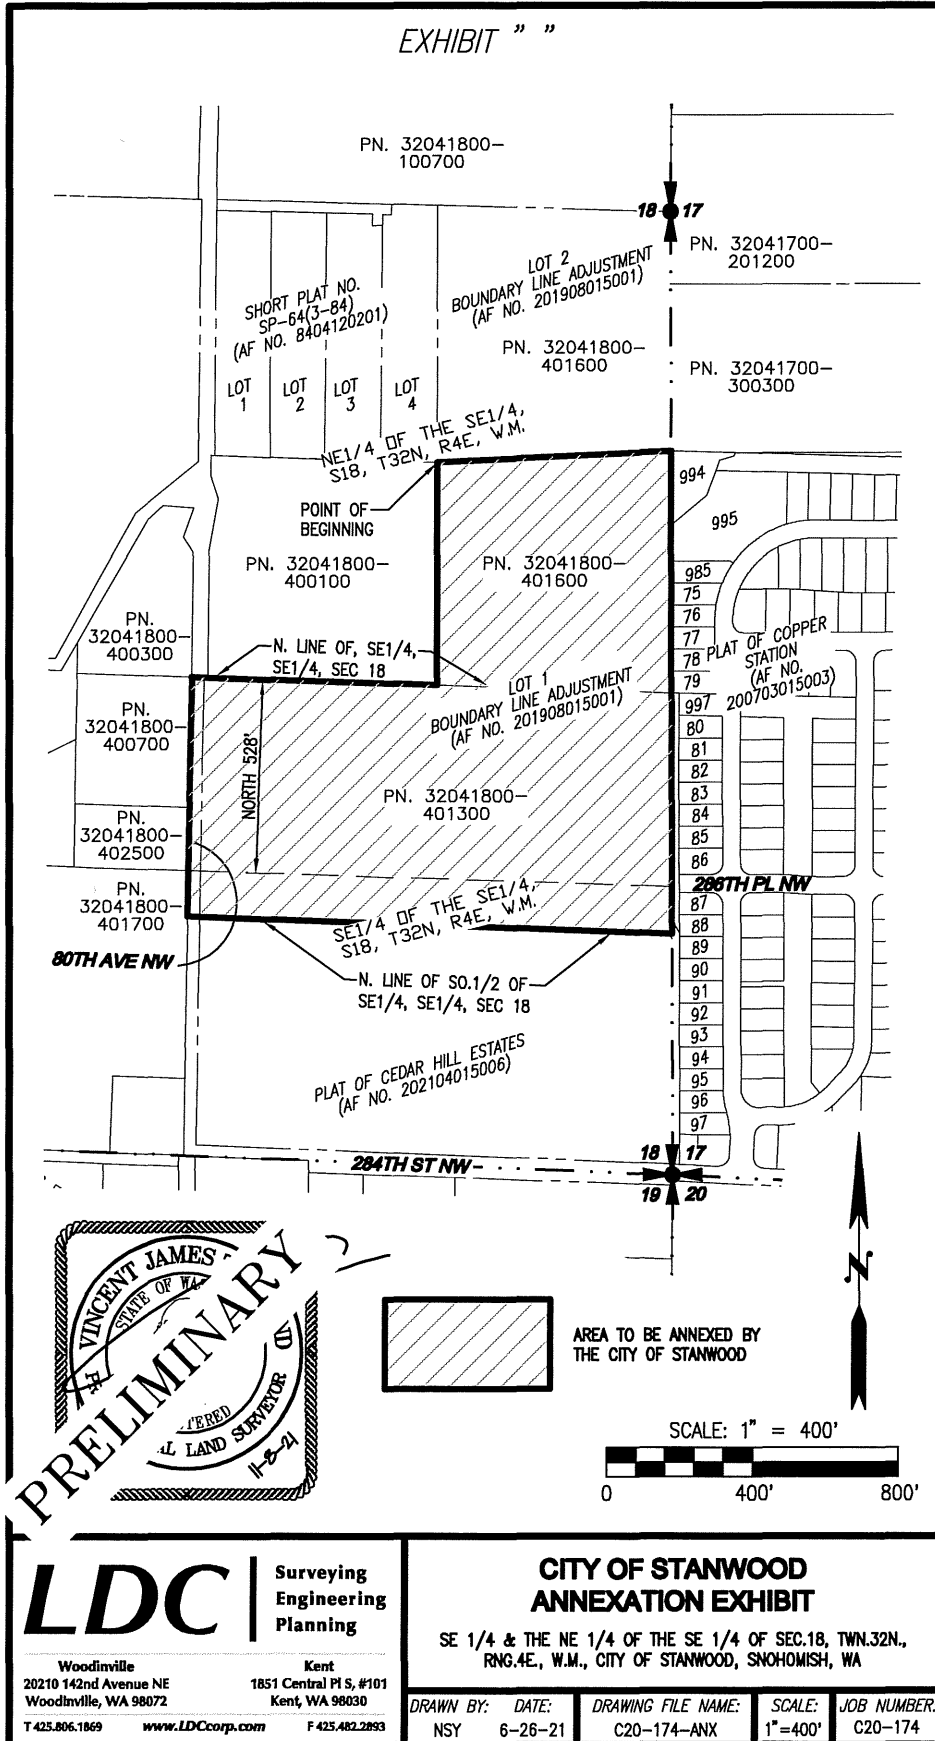 EXHIBIT " "
PN. 32041800-
100700
18 17
PN. 32041700-
201200
LOT 2
BOUNDARY LINE ADJUSTMENT
(AF NO. 201908015001)
SHORT PLAT NO.
SP-64(3-84)
(AF NO. 8404120201)
PN. 32041800-
401600
PN. 32041700-
300300
LOT
1
LOT
2
LOT
3
LOT
4
NE1/4 OF THE SE1/4,
S18, T32N, R4E, W.M.
994
POINT OF
BEGINNING
995
PN. 32041800-
400100
PN. 32041800-
401600
985
75
76
77
78
79
997
80
81
82
83
84
85
86
PLAT OF COPPER
STATION
(AF NO.
200703015003)
PN.
32041800-
400300
N. LINE OF, SE1/4,
SE1/4, SEC 18
LOT 1
BOUNDARY LINE ADJUSTMENT
(AF NO. 201908015001)
PN.
32041800-
400700
NORTH 528'
PN. 32041800-
401300
PN.
32041800-
402500
286TH PL NW
PN.
32041800-
401700
87
88
89
90
91
92
93
94
95
96
97
SE1/4 OF THE SE1/4,
S18, T32N, R4E, W.M.
80TH AVE NW
N. LINE OF SO.1/2 OF
SE1/4, SE1/4, SEC 18
PLAT OF CEDAR HILL ESTATES
(AF NO. 202104015006)
284TH ST NW
18 17
19 20
VINCENT JAMES
STATE OF WA
LAND SURVEYOR
11-8-21
PRELIMINARY
N
AREA TO BE ANNEXED BY
THE CITY OF STANWOOD
SCALE: 1" = 400'
0 400' 800'
LDC
Surveying
Engineering
Planning
Woodinville
20210 142nd Avenue NE
Woodinville, WA 98072
Kent
1851 Central Pl S, #101
Kent, WA 98030
T 425.806.1869 www.LDCcorp.com F 425.482.2893
CITY OF STANWOOD
ANNEXATION EXHIBIT
SE 1/4 & THE NE 1/4 OF THE SE 1/4 OF SEC.18, TWN.32N.,
RNG.4E., W.M., CITY OF STANWOOD, SNOHOMISH, WA
DRAWN BY:
NSY
DATE:
6-26-21
DRAWING FILE NAME:
C20-174-ANX
SCALE:
1"=400'
JOB NUMBER:
C20-174